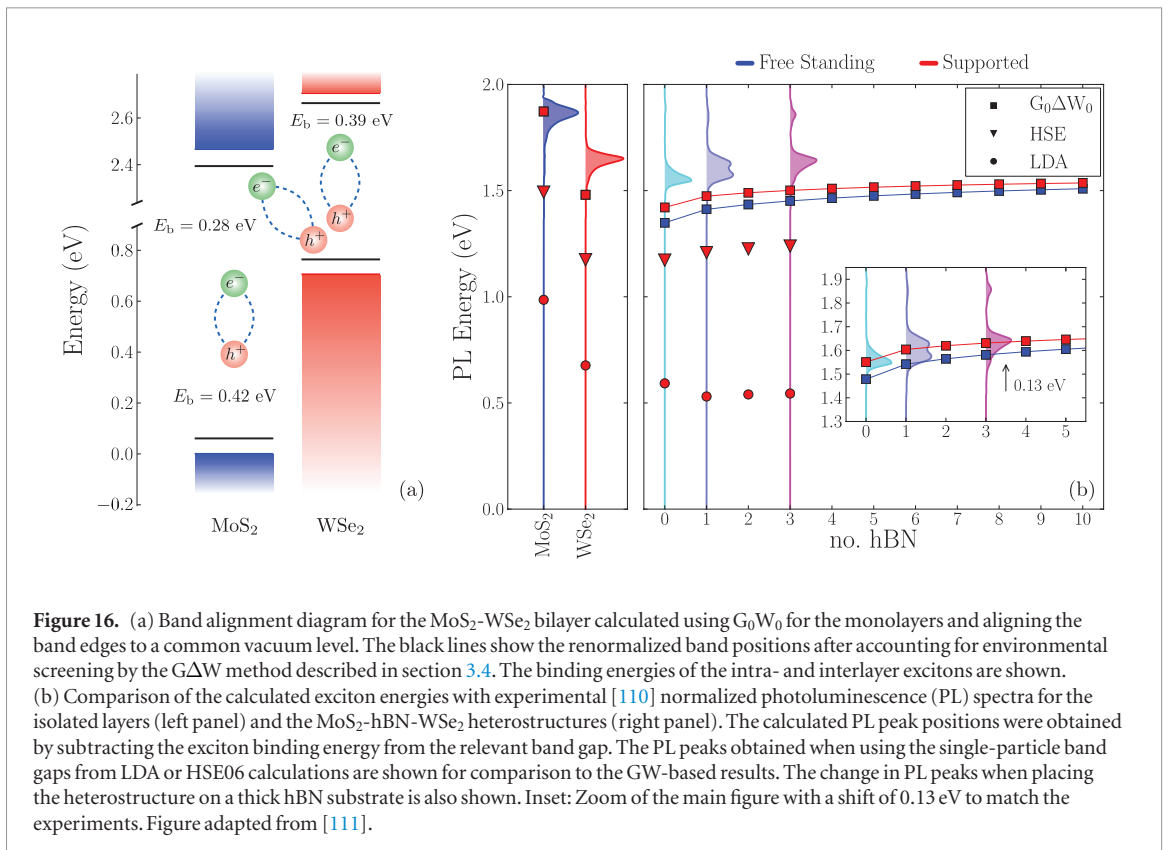 Free Standing Supported
2.6
2.4
0.8
0.6
0.4
0.2
0.0
−0.2
Energy (eV)
E_b = 0.39 eV
e⁻
e⁻
h⁺
h⁺
E_b = 0.28 eV
e⁻
h⁺
E_b = 0.42 eV
(a)
MoS₂ WSe₂
2.0
1.5
1.0
0.5
0.0
PL Energy (eV)
MoS₂
WSe₂
G₀ΔW₀
HSE
LDA
1.9
1.8
1.7
1.6
1.5
1.4
1.3
0.13 eV
0 1 2 3 4 5
(b)
0 1 2 3 4 5 6 7 8 9 10
no. hBN
Figure 16. (a) Band alignment diagram for the MoS₂-WSe₂ bilayer calculated using G₀W₀ for the monolayers and aligning the
band edges to a common vacuum level. The black lines show the renormalized band positions after accounting for environmental
screening by the GΔW method described in section 3.4. The binding energies of the intra- and interlayer excitons are shown.
(b) Comparison of the calculated exciton energies with experimental [110] normalized photoluminescence (PL) spectra for the
isolated layers (left panel) and the MoS₂-hBN-WSe₂ heterostructures (right panel). The calculated PL peak positions were obtained
by subtracting the exciton binding energy from the relevant band gap. The PL peaks obtained when using the single-particle band
gaps from LDA or HSE06 calculations are shown for comparison to the GW-based results. The change in PL peaks when placing
the heterostructure on a thick hBN substrate is also shown. Inset: Zoom of the main figure with a shift of 0.13 eV to match the
experiments. Figure adapted from [111].